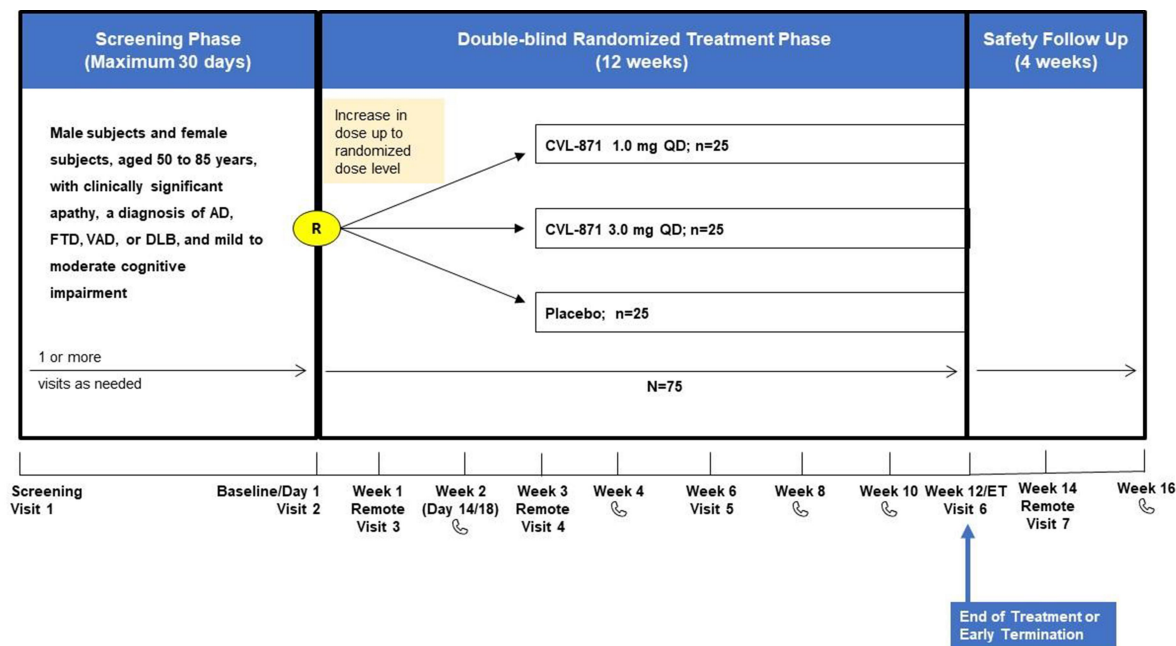 Screening Phase
(Maximum 30 days)
Double-blind Randomized Treatment Phase
(12 weeks)
Safety Follow Up
(4 weeks)
Male subjects and female
subjects, aged 50 to 85 years,
with clinically significant
apathy, a diagnosis of AD,
FTD, VAD, or DLB, and mild to
moderate cognitive
impairment
1 or more
visits as needed
R
Increase in
dose up to
randomized
dose level
CVL-871 1.0 mg QD; n=25
CVL-871 3.0 mg QD; n=25
Placebo; n=25
N=75
Screening
Visit 1
Baseline/Day 1
Visit 2
Week 1
Remote
Visit 3
Week 2
(Day 14/18)
Week 3
Remote
Visit 4
Week 4
Week 6
Visit 5
Week 8
Week 10
Week 12/ET
Visit 6
Week 14
Remote
Visit 7
Week 16
End of Treatment or
Early Termination